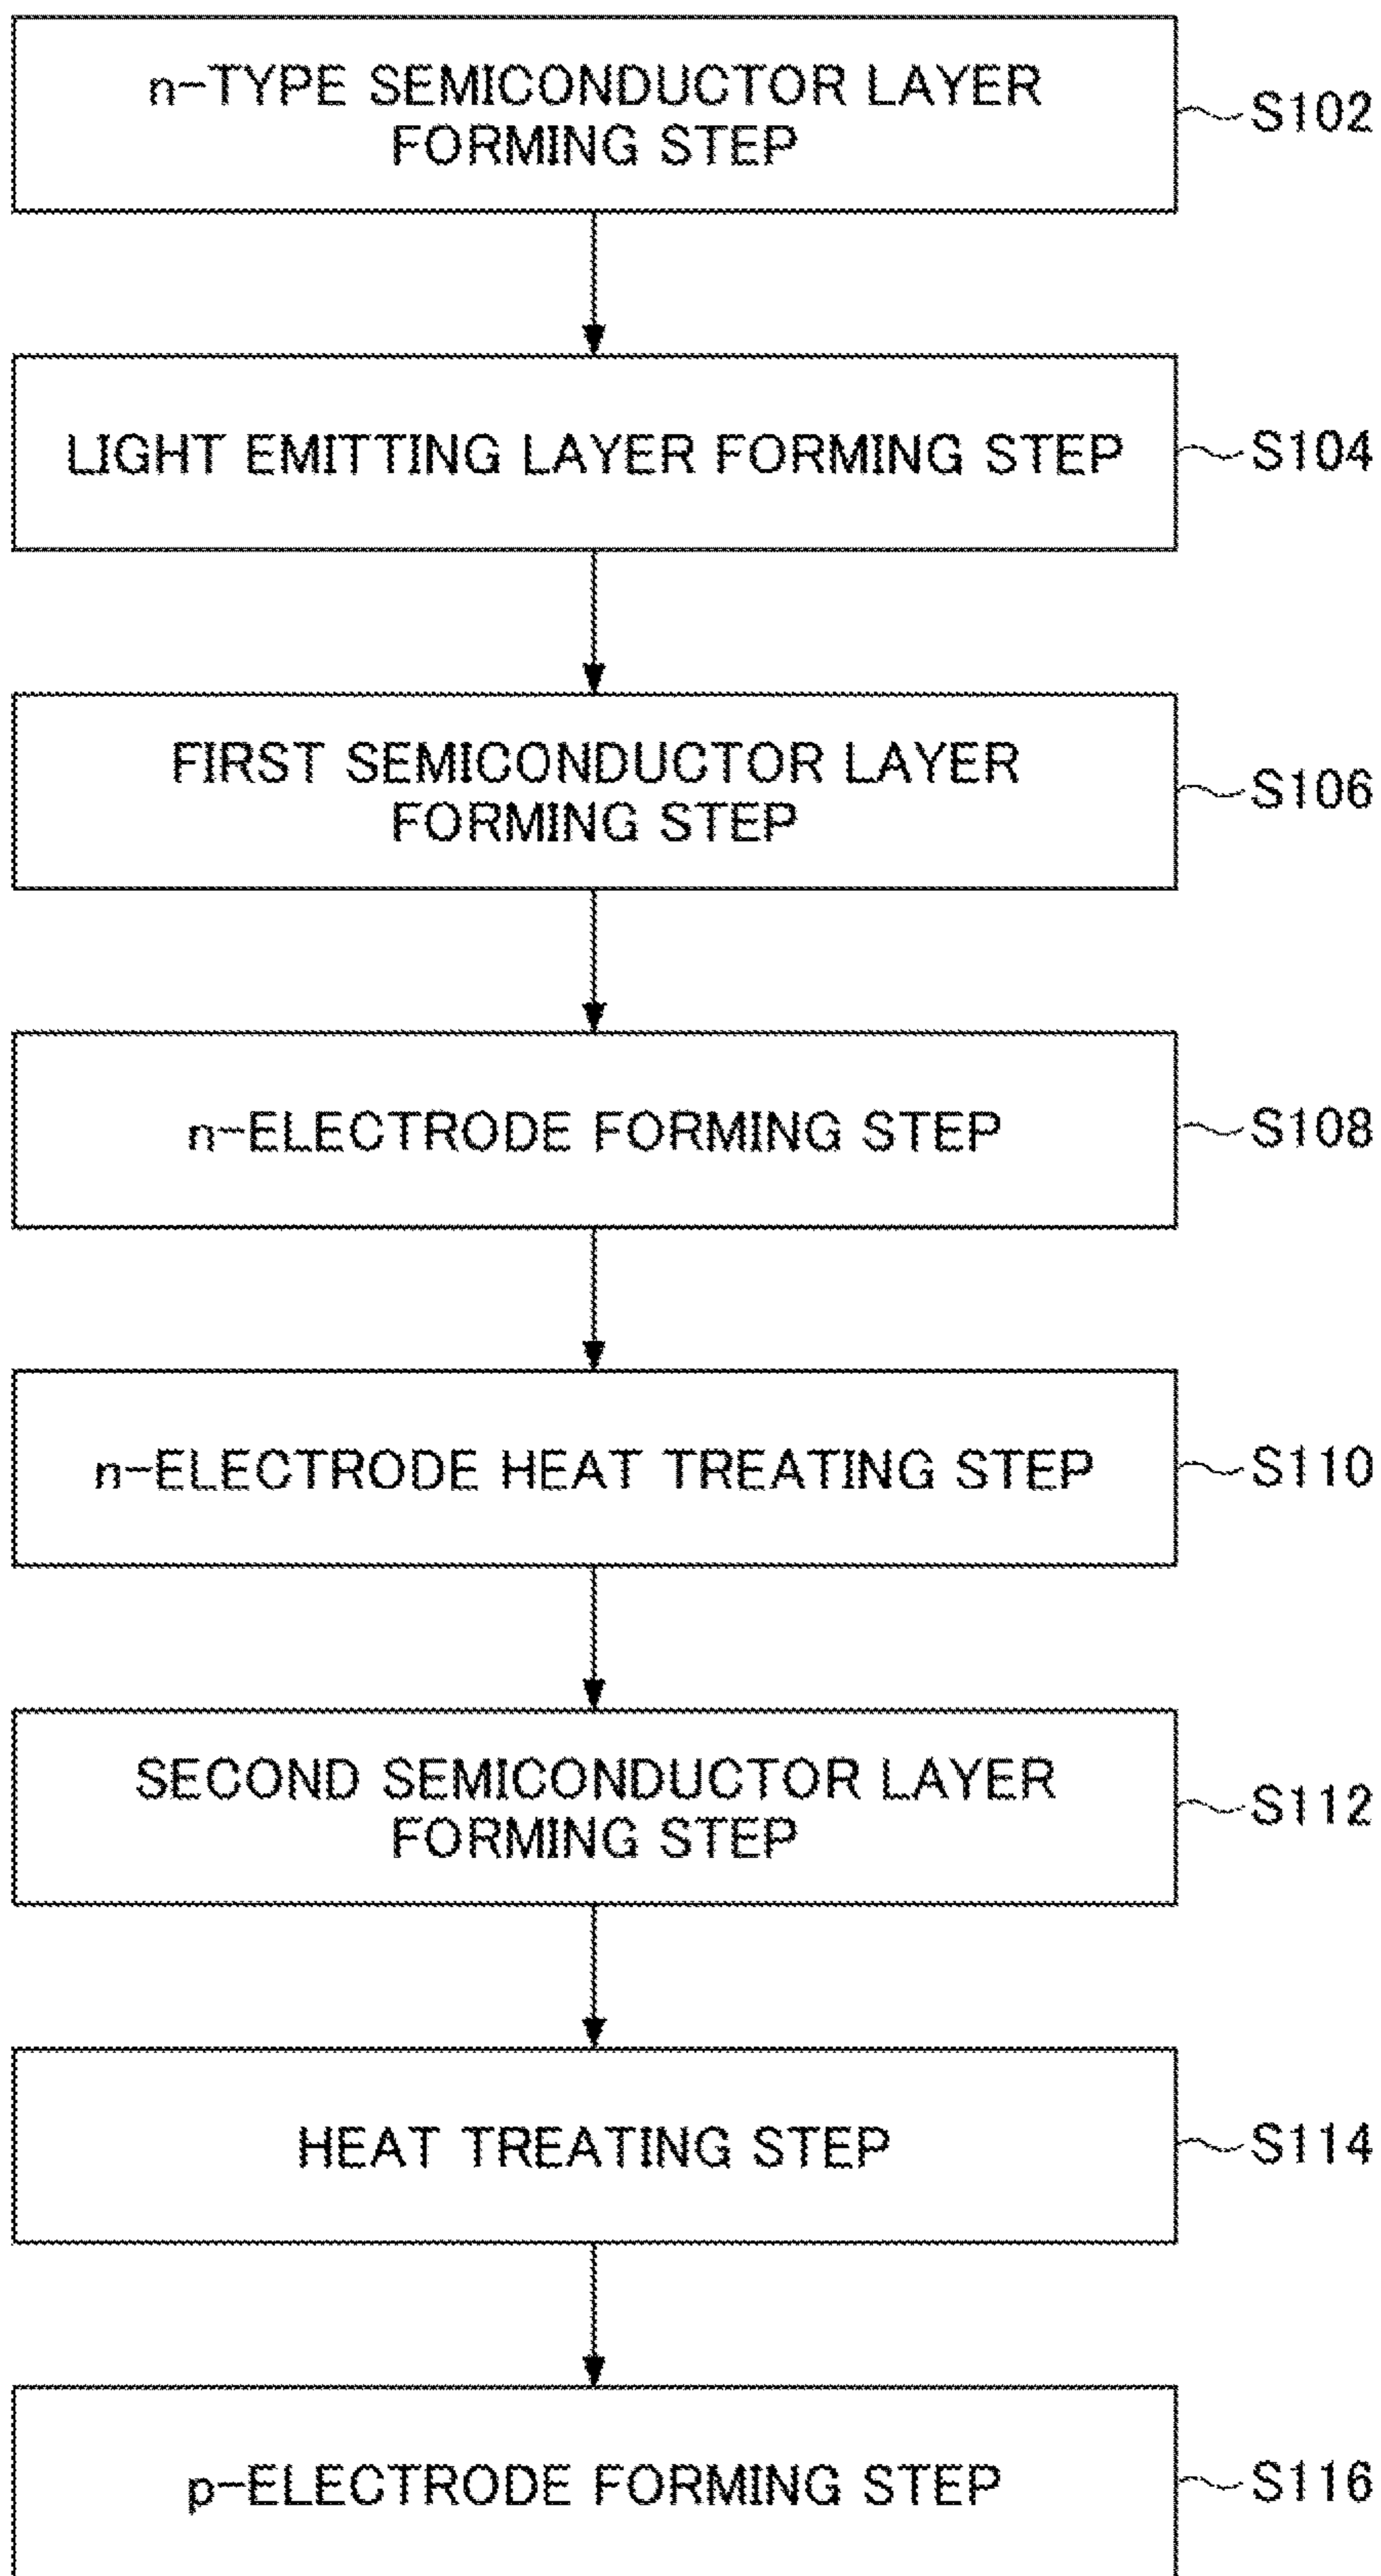 n-TYPE SEMICONDUCTOR LAYER
FORMING STEP
S102
LIGHT EMITTING LAYER FORMING STEP
S104
FIRST SEMICONDUCTOR LAYER
FORMING STEP
S106
n-ELECTRODE FORMING STEP
S108
n-ELECTRODE HEAT TREATING STEP
S110
SECOND SEMICONDUCTOR LAYER
FORMING STEP
S112
HEAT TREATING STEP
S114
p-ELECTRODE FORMING STEP
S116